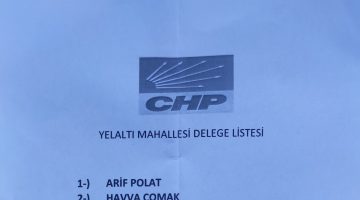 CHP
YELALTI MAHALLESİ DELEGE LİSTESİ
1-) ARİF POLAT
2-) HAVVA ÇOMAK